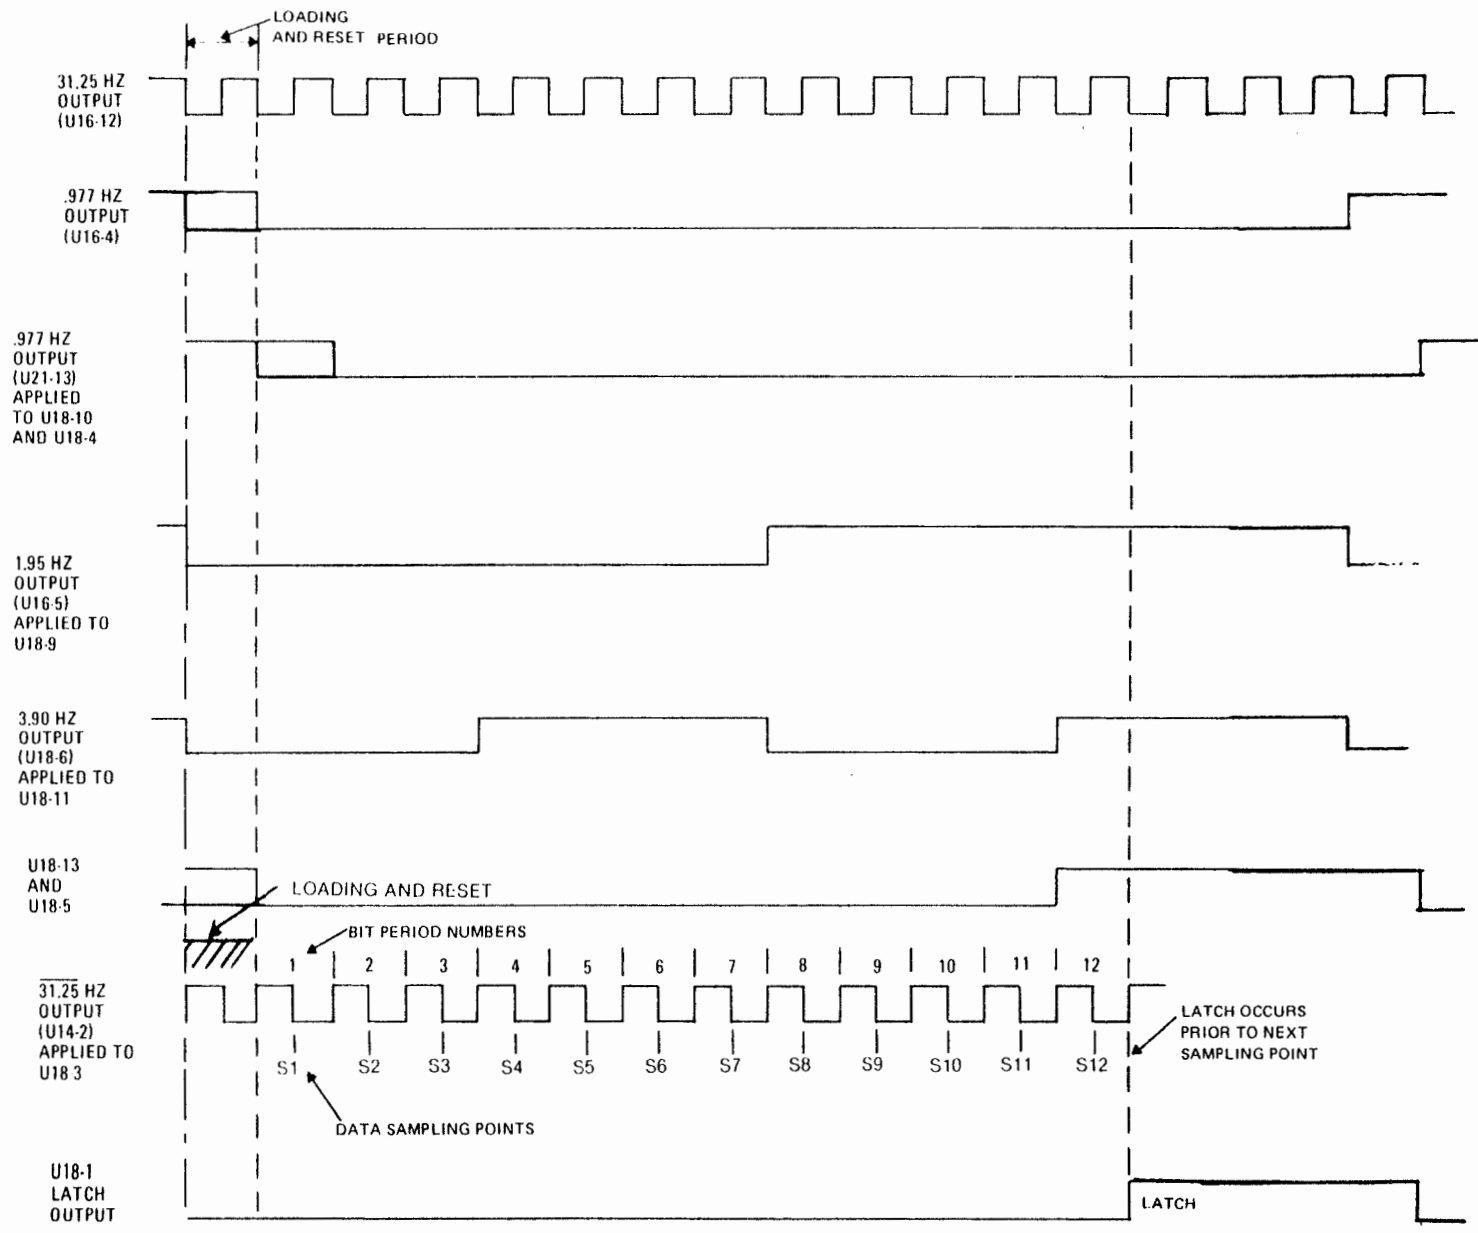 LOADING
AND RESET PERIOD
31.25 HZ
OUTPUT
(U16-12)
.977 HZ
OUTPUT
(U16-4)
.977 HZ
OUTPUT
(U21-13)
APPLIED
TO U18-10
AND U18-4
1.95 HZ
OUTPUT
(U16-5)
APPLIED TO
U18-9
3.90 HZ
OUTPUT
(U18-6)
APPLIED TO
U18-11
U18-13
AND
U18-5
LOADING AND RESET
BIT PERIOD NUMBERS
1 2 3 4 5 6 7 8 9 10 11 12
31.25 HZ
OUTPUT
(U14-2)
APPLIED TO
U18 3
LATCH OCCURS
PRIOR TO NEXT
SAMPLING POINT
S1 S2 S3 S4 S5 S6 S7 S8 S9 S10 S11 S12
DATA SAMPLING POINTS
U18-1
LATCH
OUTPUT
LATCH